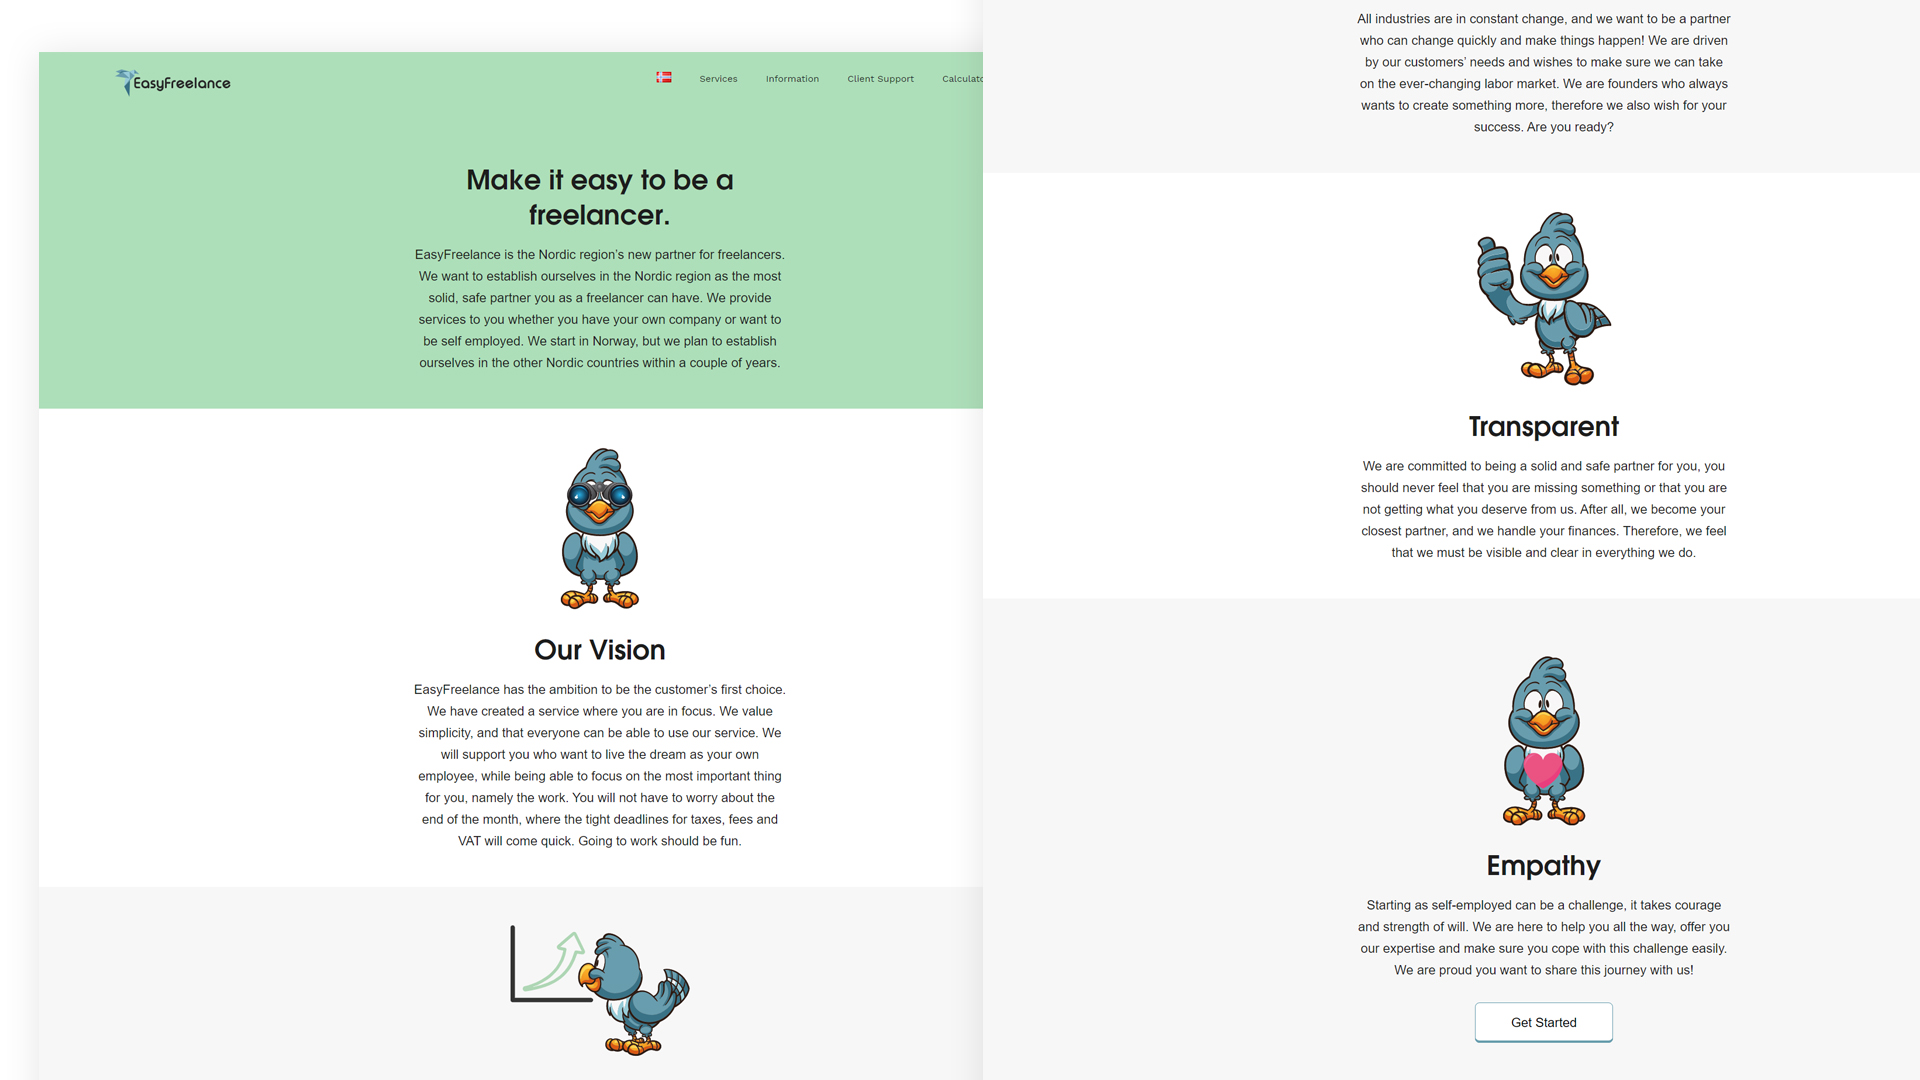 EasyFreelance
Services Information Client Support Calculato
Make it easy to be a
freelancer.
EasyFreelance is the Nordic region’s new partner for freelancers.
We want to establish ourselves in the Nordic region as the most
solid, safe partner you as a freelancer can have. We provide
services to you whether you have your own company or want to
be self employed. We start in Norway, but we plan to establish
ourselves in the other Nordic countries within a couple of years.
Our Vision
EasyFreelance has the ambition to be the customer’s first choice.
We have created a service where you are in focus. We value
simplicity, and that everyone can be able to use our service. We
will support you who want to live the dream as your own
employee, while being able to focus on the most important thing
for you, namely the work. You will not have to worry about the
end of the month, where the tight deadlines for taxes, fees and
VAT will come quick. Going to work should be fun.
All industries are in constant change, and we want to be a partner
who can change quickly and make things happen! We are driven
by our customers’ needs and wishes to make sure we can take
on the ever-changing labor market. We are founders who always
wants to create something more, therefore we also wish for your
success. Are you ready?
Transparent
We are committed to being a solid and safe partner for you, you
should never feel that you are missing something or that you are
not getting what you deserve from us. After all, we become your
closest partner, and we handle your finances. Therefore, we feel
that we must be visible and clear in everything we do.
Empathy
Starting as self-employed can be a challenge, it takes courage
and strength of will. We are here to help you all the way, offer you
our expertise and make sure you cope with this challenge easily.
We are proud you want to share this journey with us!
Get Started